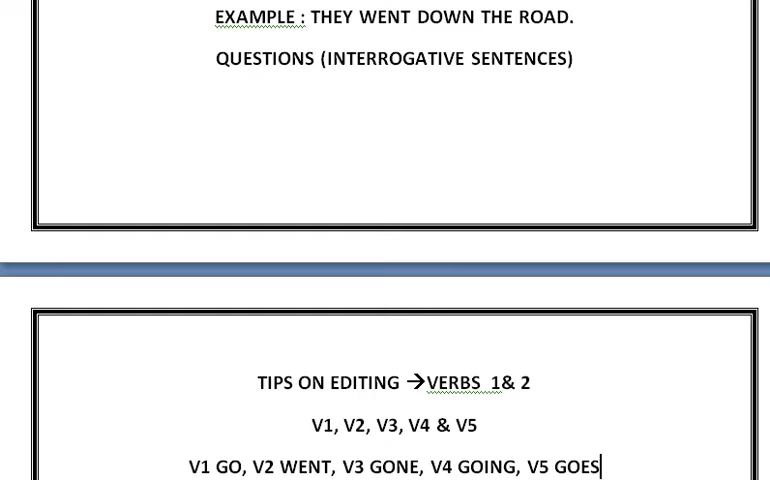 EXAMPLE : THEY WENT DOWN THE ROAD.
QUESTIONS (INTERROGATIVE SENTENCES)
TIPS ON EDITING →VERBS  1& 2
V1, V2, V3, V4 & V5
V1 GO, V2 WENT, V3 GONE, V4 GOING, V5 GOES